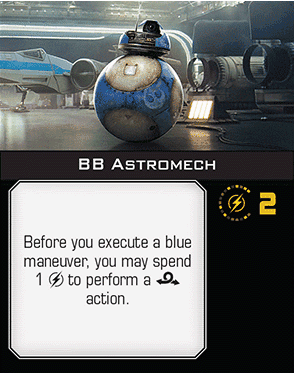 BB Astromech
2
Before you execute a blue
maneuver, you may spend
1 to perform a
action.